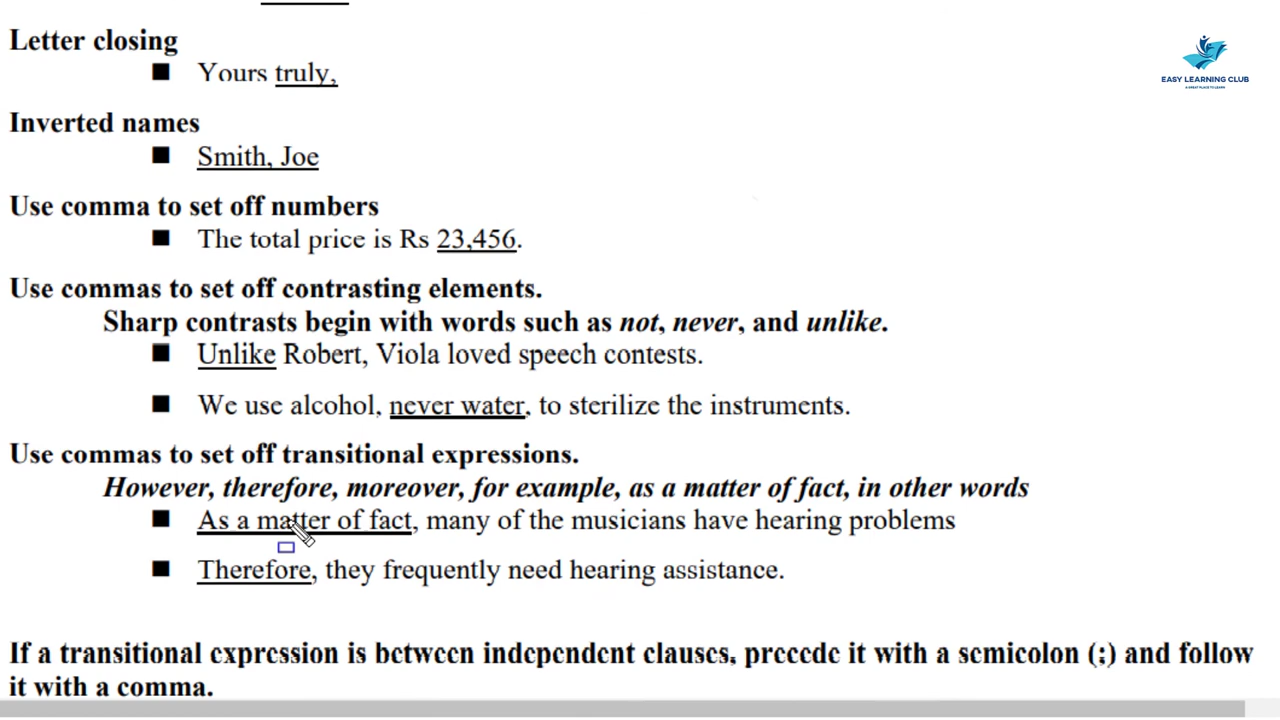 Letter closing
■ Yours truly,
EASY LEARNING CLUB
A GREAT PLACE TO LEARN
Inverted names
■ Smith, Joe
Use comma to set off numbers
■ The total price is Rs 23,456.
Use commas to set off contrasting elements.
Sharp contrasts begin with words such as not, never, and unlike.
■ Unlike Robert, Viola loved speech contests.
■ We use alcohol, never water, to sterilize the instruments.
Use commas to set off transitional expressions.
However, therefore, moreover, for example, as a matter of fact, in other words
■ As a matter of fact, many of the musicians have hearing problems
■ Therefore, they frequently need hearing assistance.
If a transitional expression is between independent clauses, precede it with a semicolon (;) and follow
it with a comma.